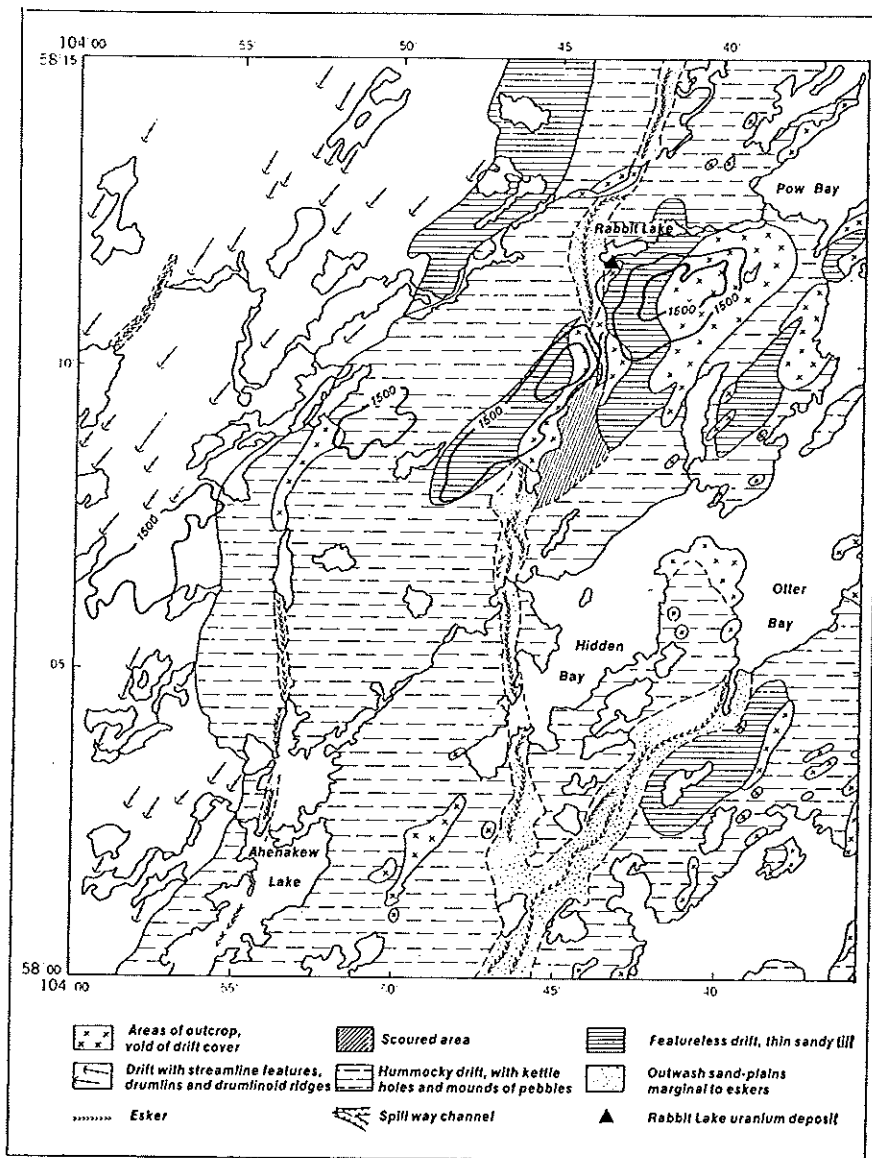 104°00 55' 50' 45' 40'
58°15
Pow Bay
Rabbit Lake
1500 1500
10'
1500
1500
1500
Otter
Bay
Hidden
Bay
05
Ahenakew
Lake
58°00
104°00 55' 50' 45' 40'
Areas of outcrop,
void of drift cover
Scoured area
Featureless drift, thin sandy till
Drift with streamline features,
drumlins and drumlinoid ridges
Hummocky drift, with kettle
holes and mounds of pebbles
Outwash sand-plains
marginal to eskers
Esker
Spill way channel
Rabbit Lake uranium deposit